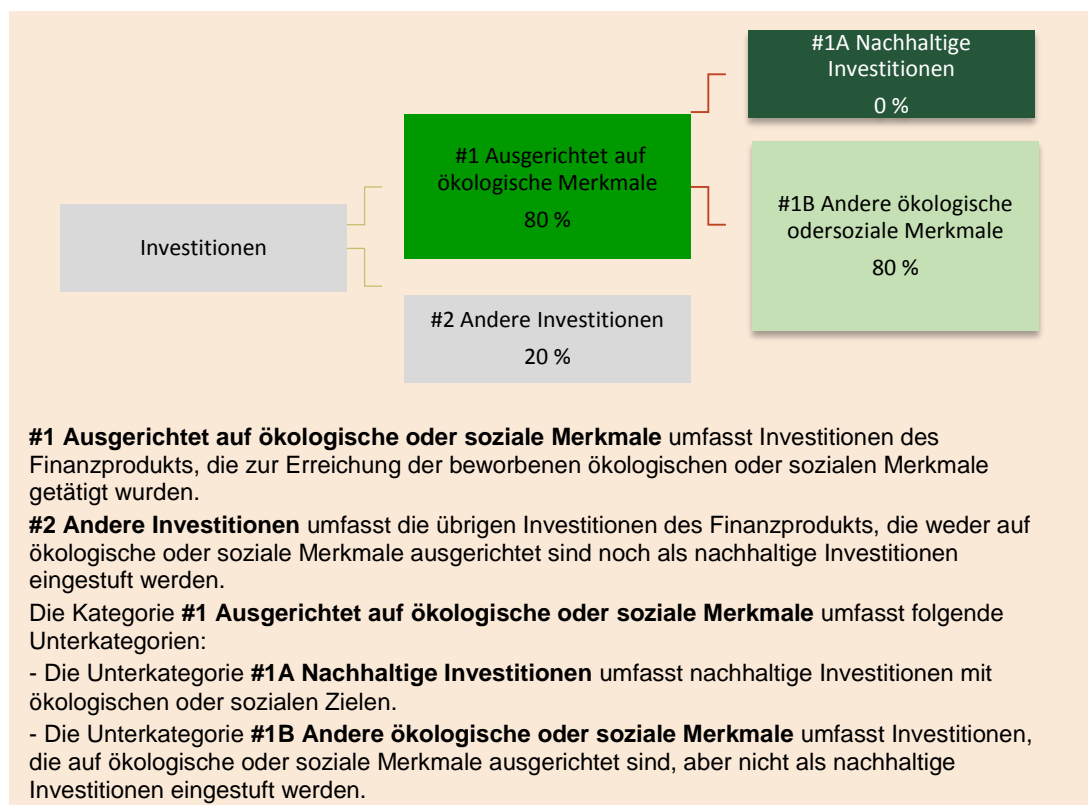 #1A Nachhaltige
Investitionen
0 %
#1 Ausgerichtet auf
ökologische Merkmale
80 %
#1B Andere ökologische
odersoziale Merkmale
80 %
Investitionen
#2 Andere Investitionen
20 %
#1 Ausgerichtet auf ökologische oder soziale Merkmale umfasst Investitionen des
Finanzprodukts, die zur Erreichung der beworbenen ökologischen oder sozialen Merkmale
getätigt wurden.
#2 Andere Investitionen umfasst die übrigen Investitionen des Finanzprodukts, die weder auf
ökologische oder soziale Merkmale ausgerichtet sind noch als nachhaltige Investitionen
eingestuft werden.
Die Kategorie #1 Ausgerichtet auf ökologische oder soziale Merkmale umfasst folgende
Unterkategorien:
- Die Unterkategorie #1A Nachhaltige Investitionen umfasst nachhaltige Investitionen mit
ökologischen oder sozialen Zielen.
- Die Unterkategorie #1B Andere ökologische oder soziale Merkmale umfasst Investitionen,
die auf ökologische oder soziale Merkmale ausgerichtet sind, aber nicht als nachhaltige
Investitionen eingestuft werden.